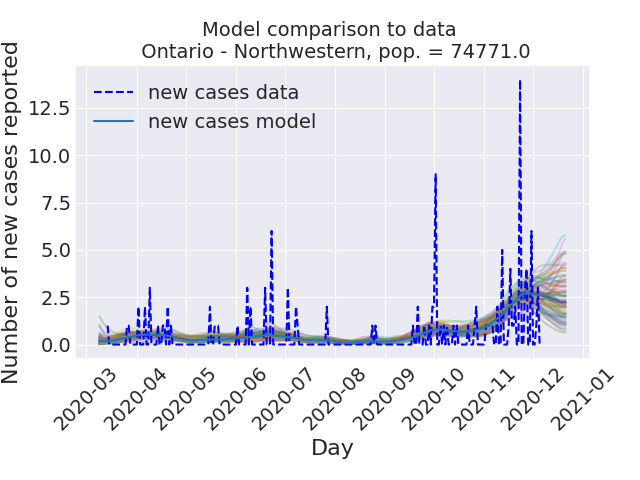 Model comparison to data
Ontario - Northwestern, pop. = 74771.0
Number of new cases reported
12.5
10.0
7.5
5.0
2.5
0.0
new cases data
new cases model
2020-03
2020-04
2020-05
2020-06
2020-07
2020-08
2020-09
2020-10
2020-11
2020-12
2021-01
Day